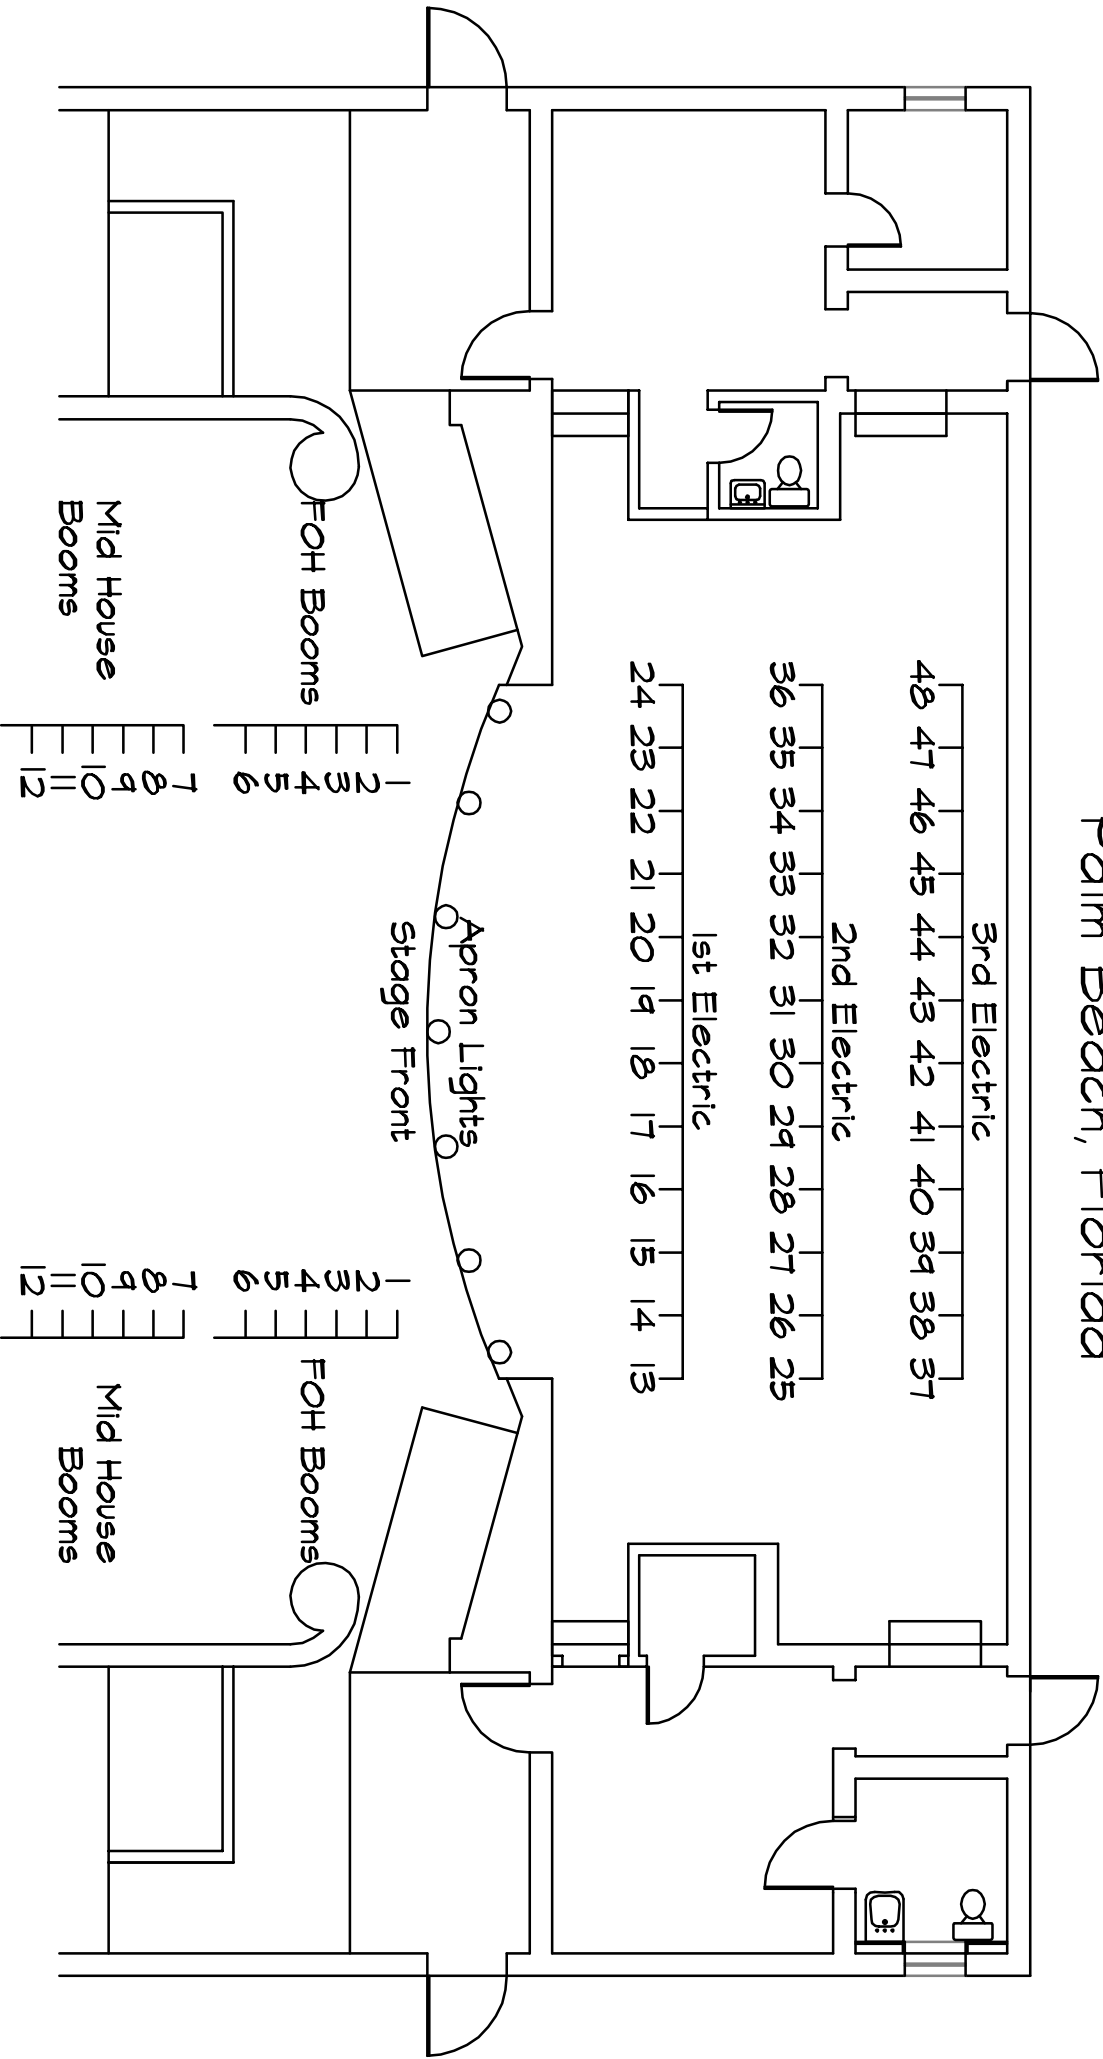 Palm Beach, Florida
3rd Electric
48 47 46 45 44 43 42 41 40 39 38 37
2nd Electric
36 35 34 33 32 31 30 29 28 27 26 25
1st Electric
24 23 22 21 20 19 18 17 16 15 14 13
Apron Lights
Stage Front
FOH Booms
1
2
3
4
5
6
1
2
3
4
5
6
FOH Booms
Mid House
Booms
7
8
9
10
11
12
7
8
9
10
11
12
Mid House
Booms